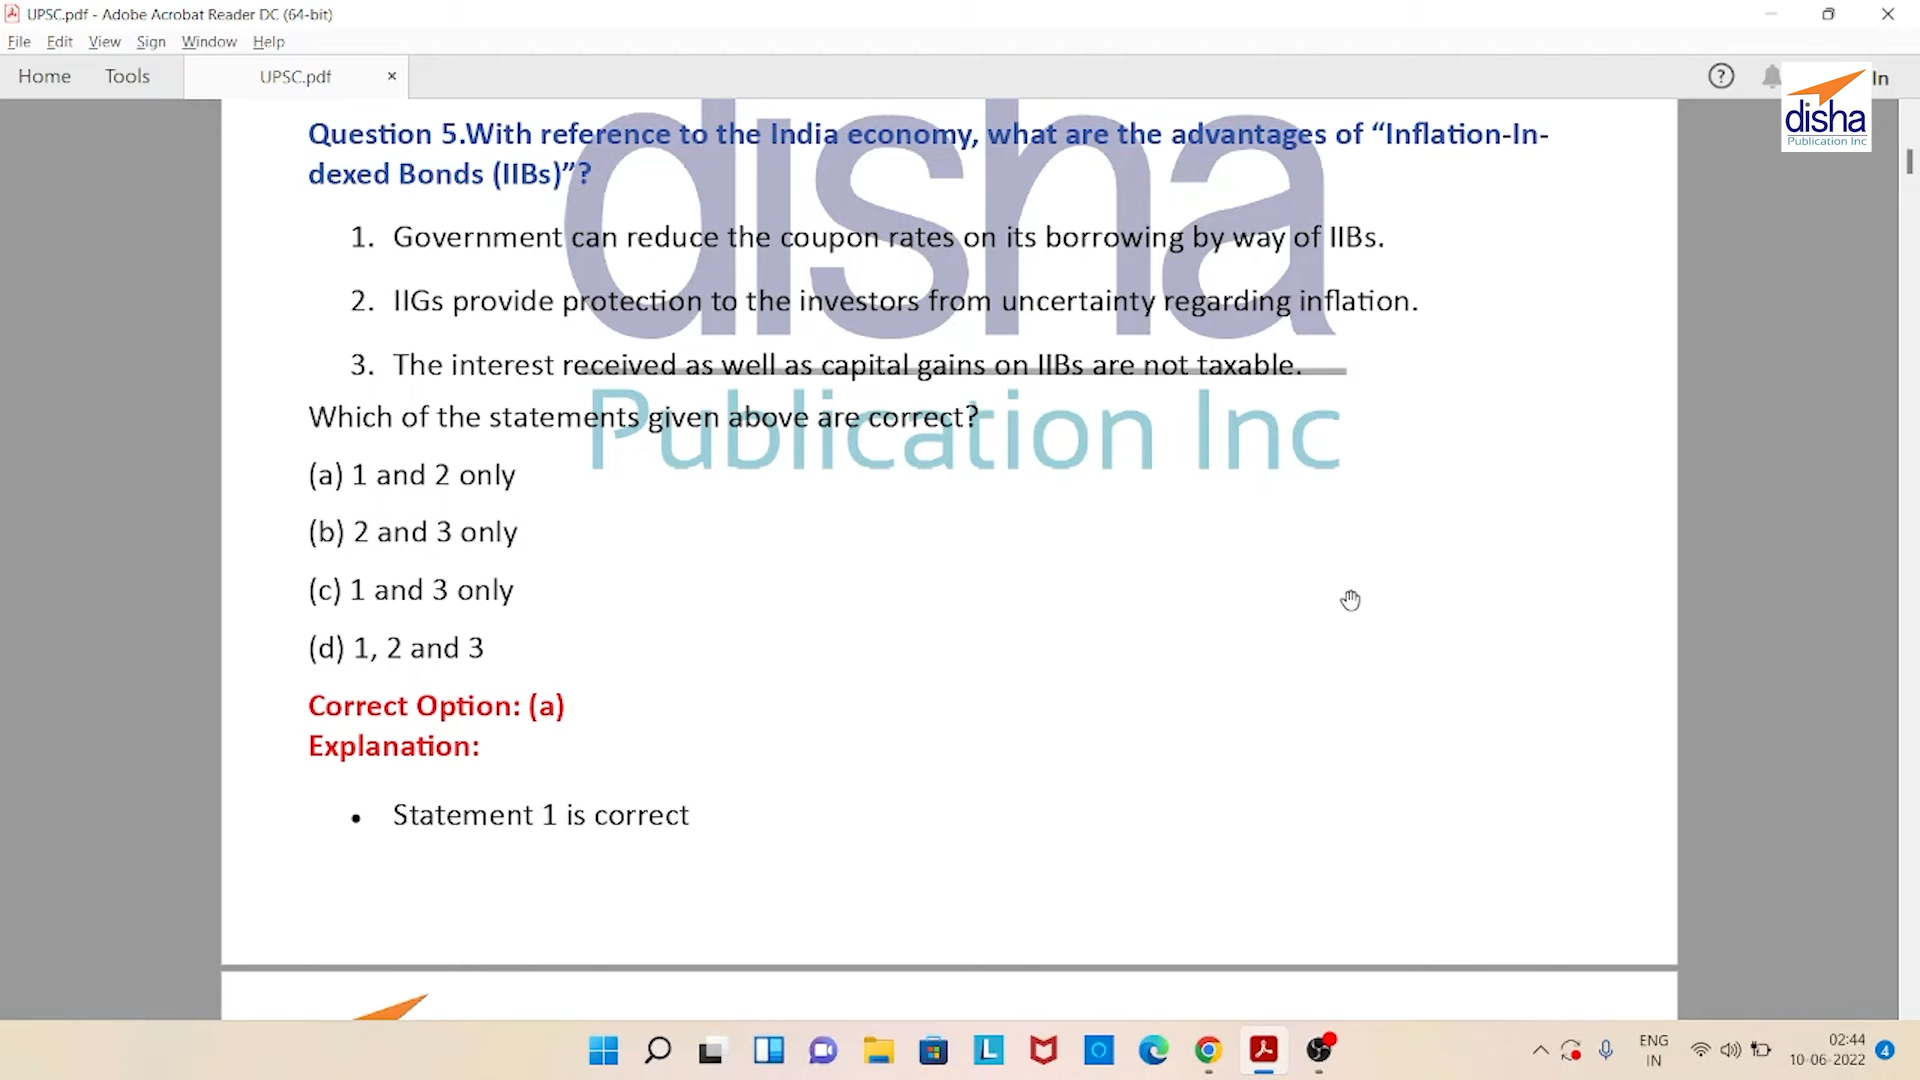 UPSC.pdf - Adobe Acrobat Reader DC (64-bit)
File Edit View Sign Window Help
Home Tools UPSC.pdf
In
disha
Publication Inc
disha
Publication Inc
Question 5.With reference to the India economy, what are the advantages of “Inflation-In-
dexed Bonds (IIBs)”?
1. Government can reduce the coupon rates on its borrowing by way of IIBs.
2. IIGs provide protection to the investors from uncertainty regarding inflation.
3. The interest received as well as capital gains on IIBs are not taxable.
Which of the statements given above are correct?
(a) 1 and 2 only
(b) 2 and 3 only
(c) 1 and 3 only
(d) 1, 2 and 3
Correct Option: (a)
Explanation:
• Statement 1 is correct
ENG
IN
02:44
10-06-2022
4